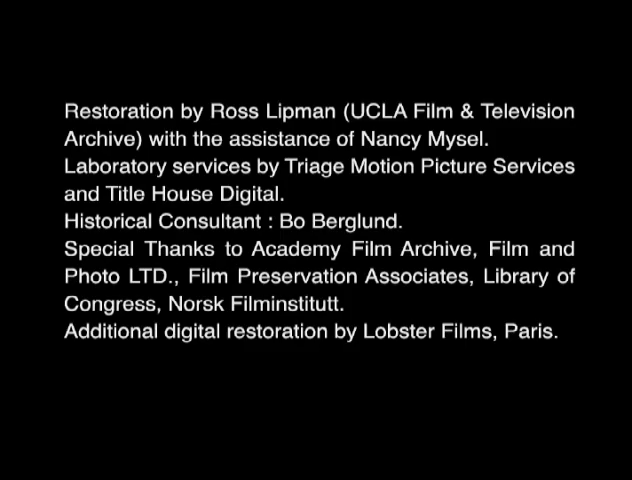 Restoration by Ross Lipman (UCLA Film & Television
Archive) with the assistance of Nancy Mysel.
Laboratory services by Triage Motion Picture Services
and Title House Digital.
Historical Consultant : Bo Berglund.
Special Thanks to Academy Film Archive, Film and
Photo LTD., Film Preservation Associates, Library of
Congress, Norsk Filminstitutt.
Additional digital restoration by Lobster Films, Paris.